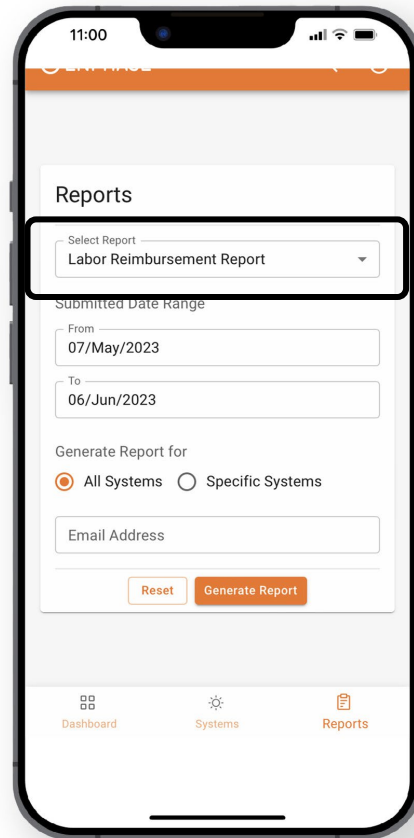 11:00
Reports
Select Report
Labor Reimbursement Report
Submitted Date Range
From
07/May/2023
To
06/Jun/2023
Generate Report for
All Systems Specific Systems
Email Address
Reset Generate Report
Dashboard Systems Reports